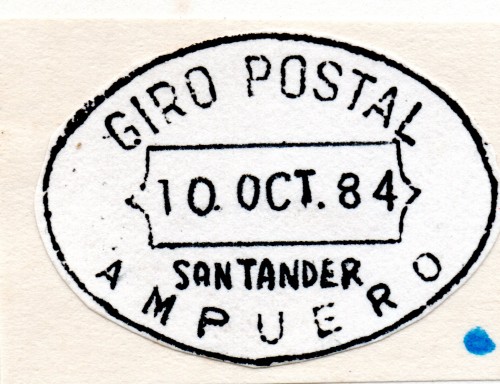 GIRO POSTAL
10. OCT. 84
SANTANDER
AMPUERO